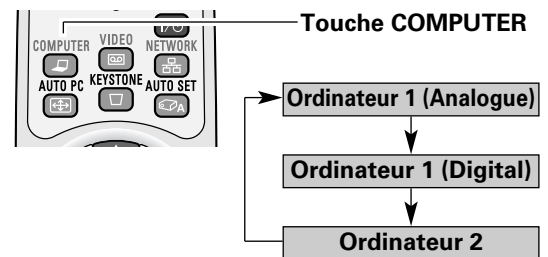 Touche COMPUTER
COMPUTER VIDEO NETWORK
AUTO PC KEYSTONE AUTO SET
A
Ordinateur 1 (Analogue)
Ordinateur 1 (Digital)
Ordinateur 2